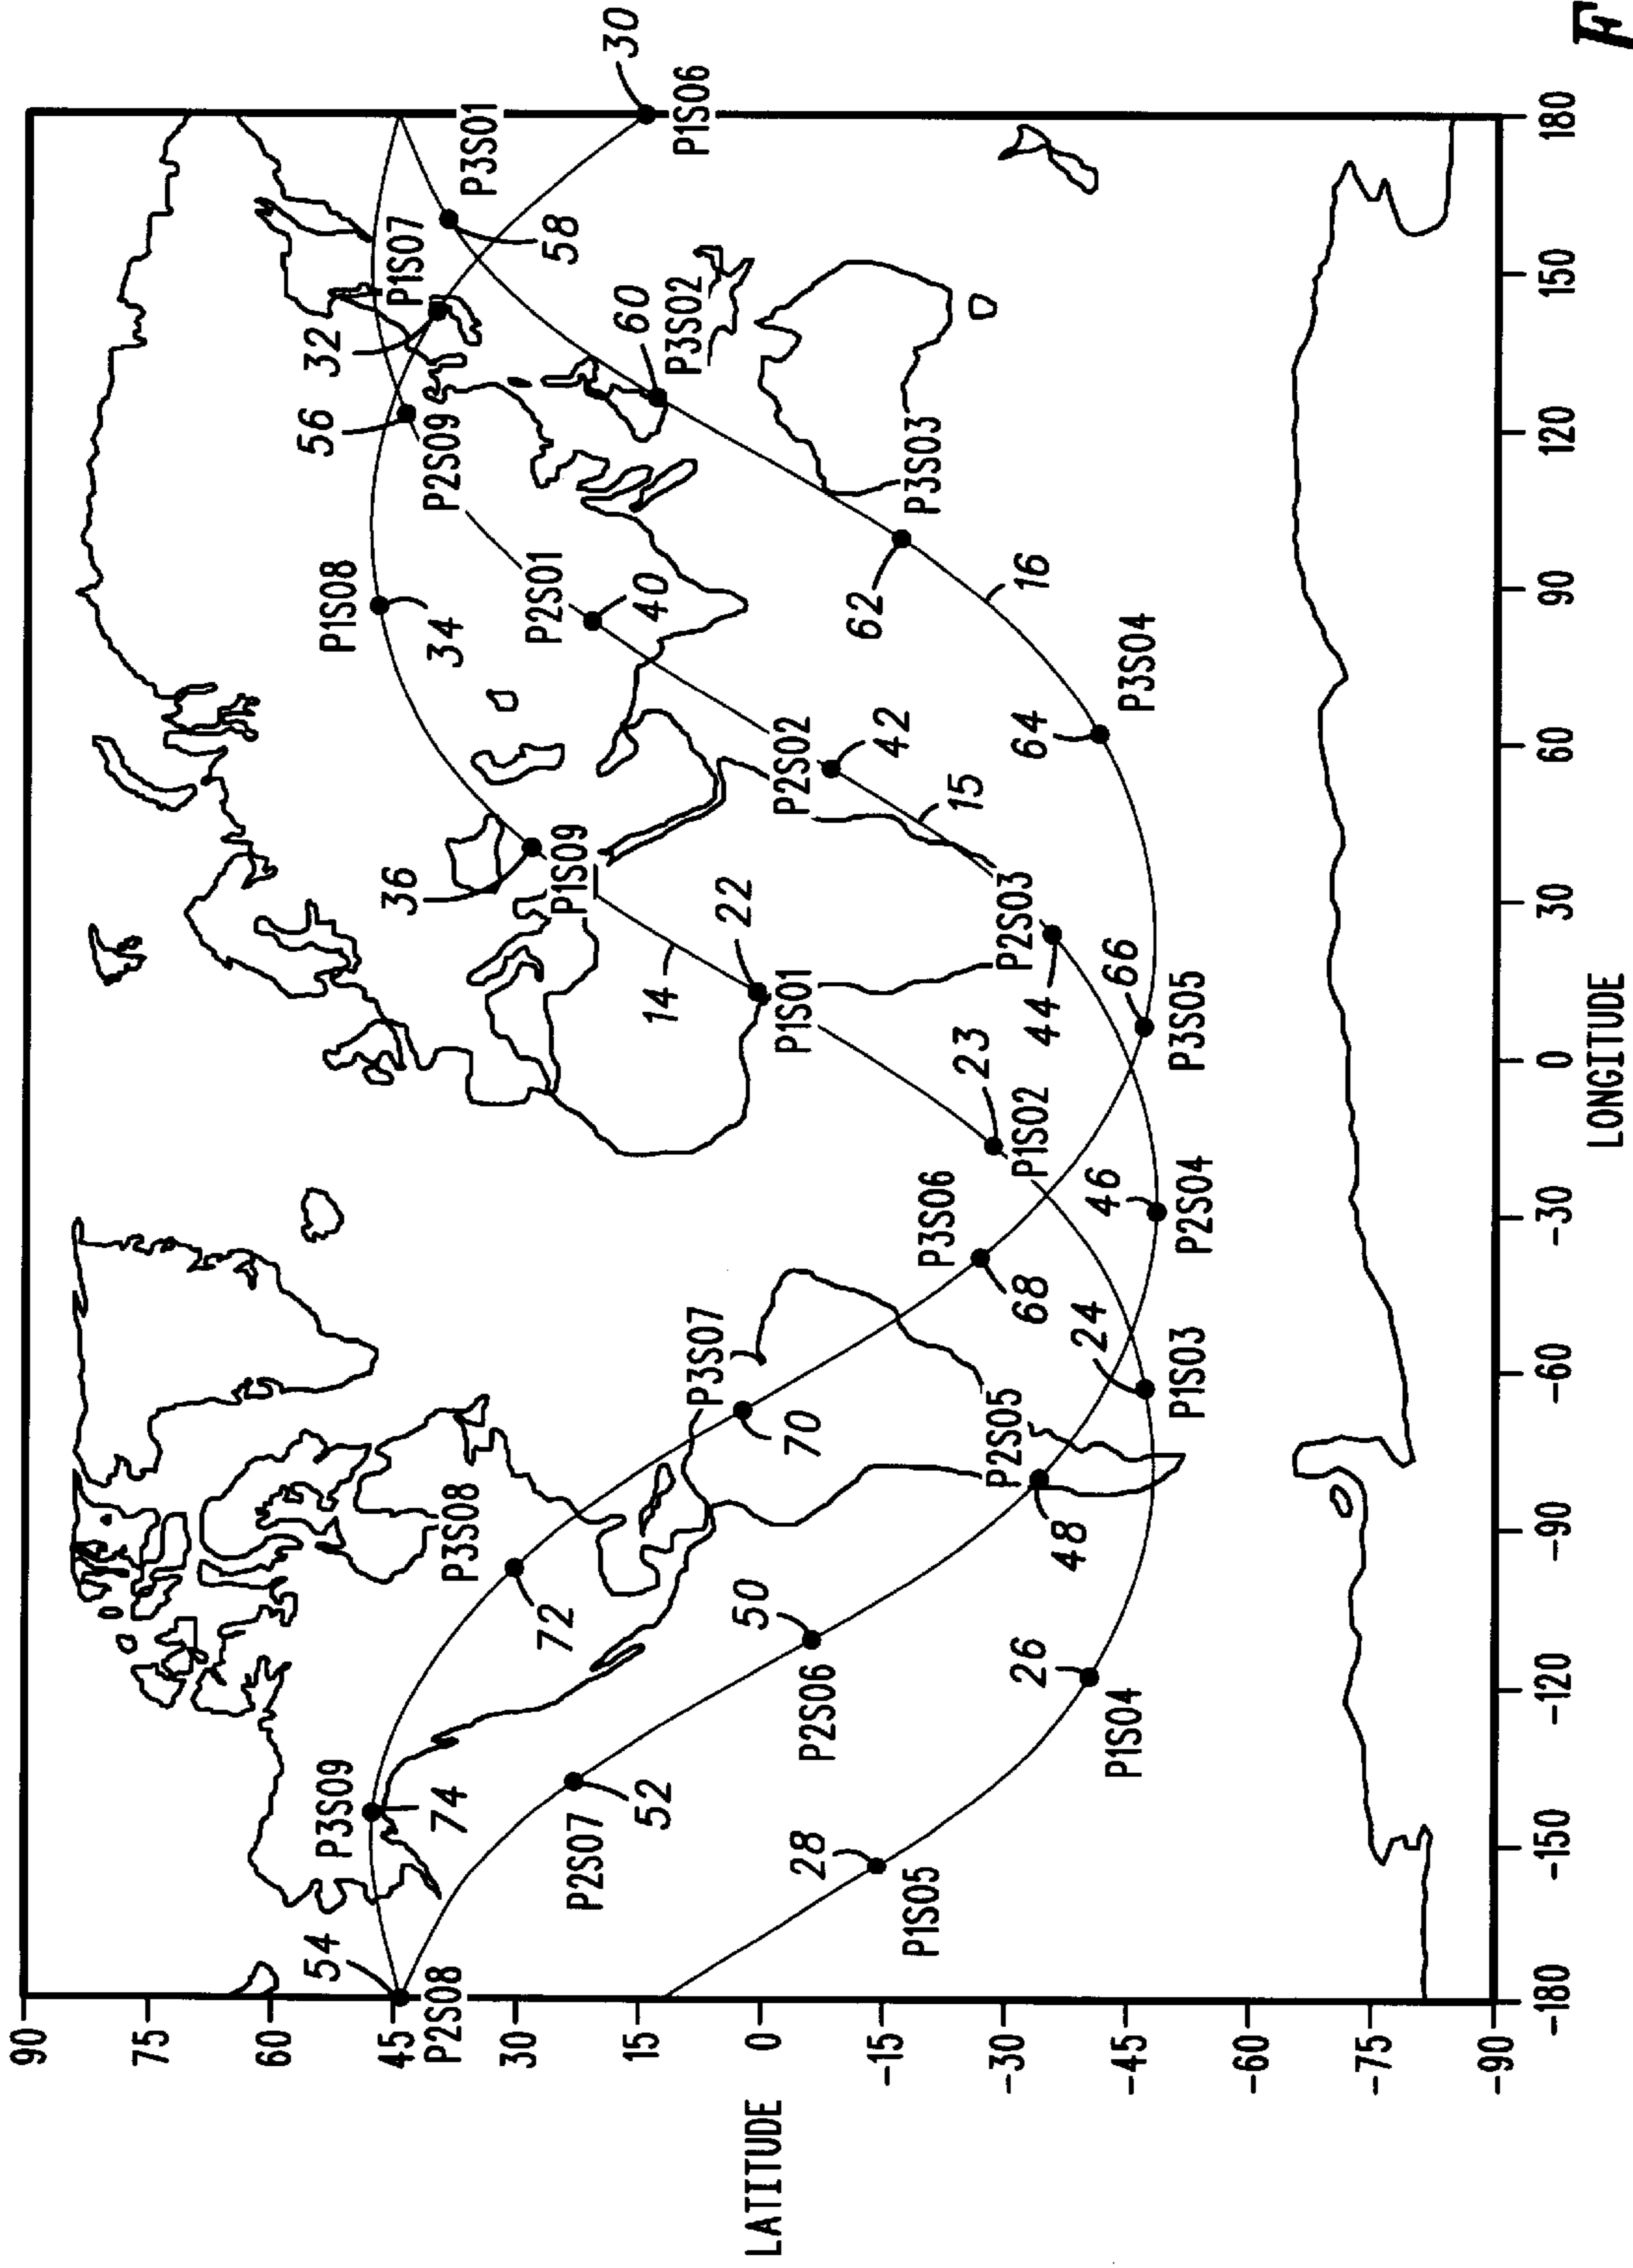 90
75
60
54 P3S09 P1S08 56 32
45 36 P1S07
P2S08 74 P3S08 34 P2S09 P3S01
30 72 P2S01 58
P2S07 P1S09 30
15 52 14 40 60
P3S07 P3S02 P1S06
50 22
LATITUDE 0 70 P1S01 P2S02
28 P2S06
-15 42 62
P1S05 P3S06 15 P3S03
23
-30 P2S05 P2S03
26 68 P1S02 44 64 16
48 24
46 66
-45 P1S04 P3S04
P1S03 P2S04 P3S05
-60
-75
-90
-180 -150 -120 -90 -60 -30 0 30 60 90 120 150 180
LONGITUDE
F